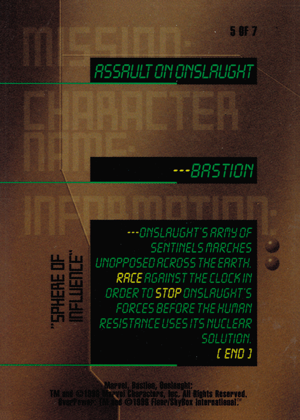 5 OF 7
MISSION:
ASSAULT ON ONSLAUGHT
CHARACTER
NAME:
---BASTION
INFORMATION:
"SPHERE OF
INFLUENCE"
---ONSLAUGHT'S ARMY OF
SENTINELS MARCHES
UNOPPOSED ACROSS THE EARTH.
RACE AGAINST THE CLOCK IN
ORDER TO STOP ONSLAUGHT'S
FORCES BEFORE THE HUMAN
RESISTANCE USES ITS NUCLEAR
SOLUTION.
[ END ]
Marvel, Bastion, Onslaught:
TM and ©1996 Marvel Characters, Inc. All Rights Reserved.
OverPower: TM and ©1996 Fleer/SkyBox International.